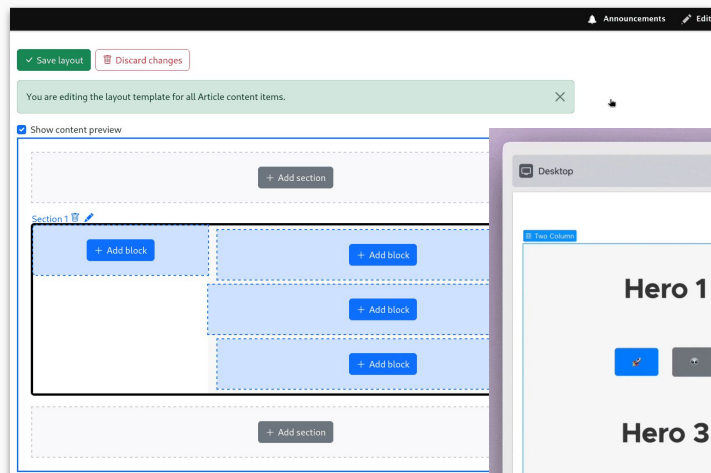 Announcements
Edit
Save layout
Discard changes
You are editing the layout template for all Article content items.
Show content preview
+ Add section
Section 1
+ Add block
+ Add block
+ Add block
+ Add block
+ Add section
Desktop
Two Column
Hero 1
Hero 3